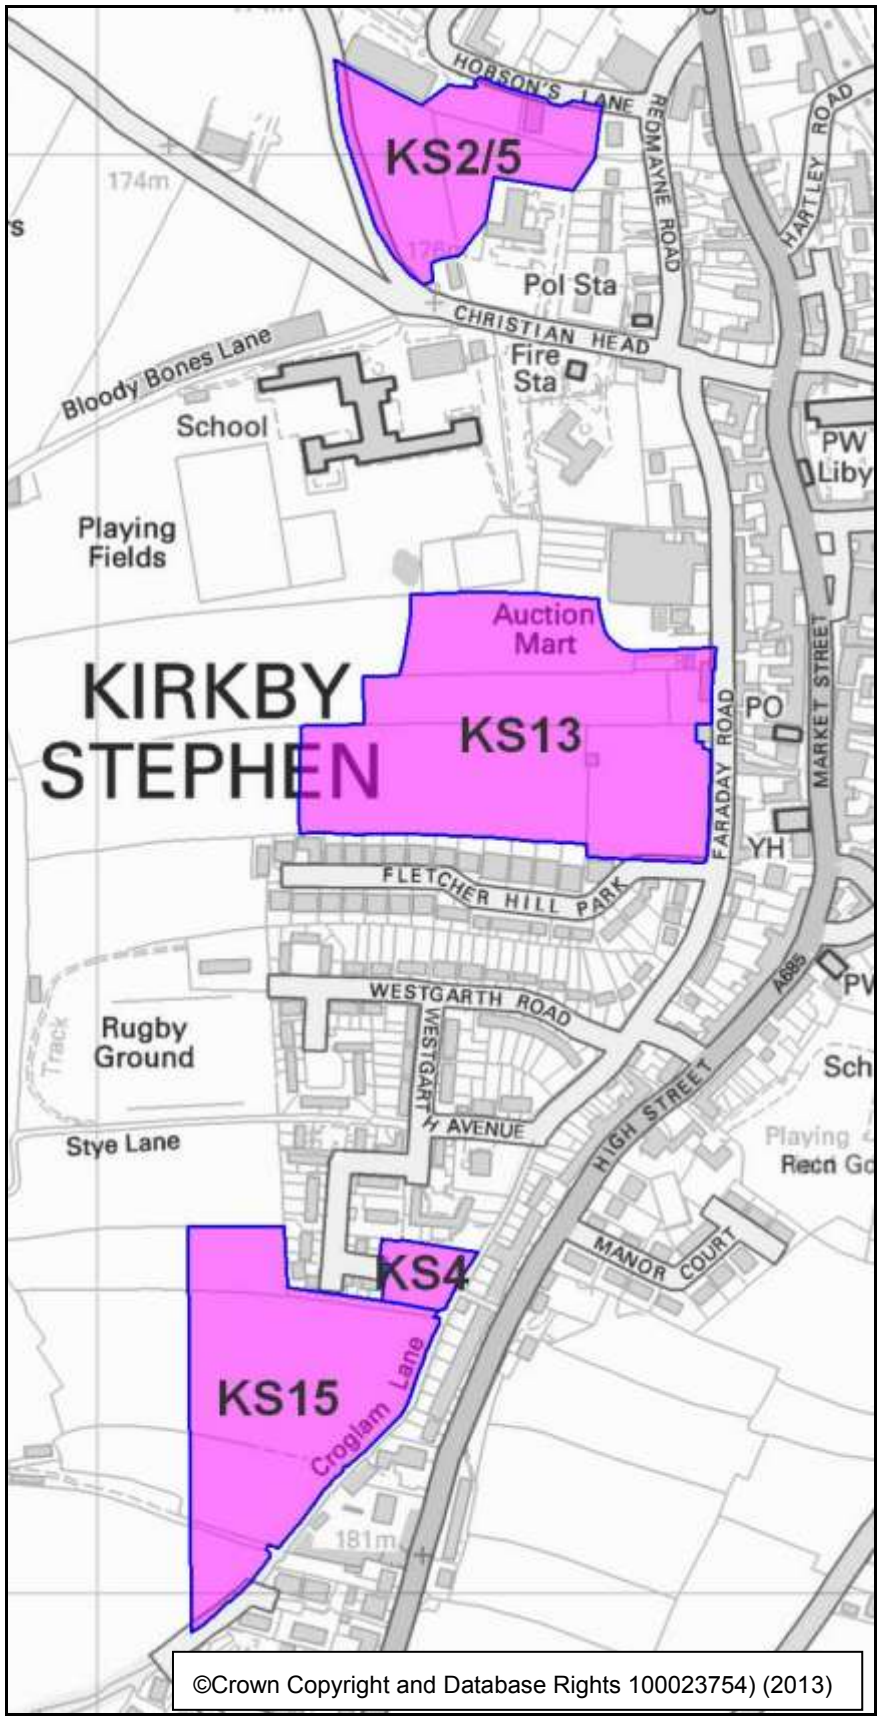 HOBSON'S LANE
REDMAYNE ROAD
HARTLEY ROAD
KS2/5
174m
s
176m
Pol Sta
CHRISTIAN HEAD
Fire
Sta
Bloody Bones Lane
School
PW
Liby
Playing
Fields
Auction
Mart
KIRKBY
STEPHEN
KS13
PO
FARADAY ROAD
MARKET STREET
YH
FLETCHER HILL PARK
A685
PW
WESTGARTH ROAD
Rugby
Ground
Track
WESTGARTH AVENUE
HIGH STREET
Sch
Stye Lane
Playing
Recn Gd
MANOR COURT
KS4
KS15
Croglam Lane
181m
©Crown Copyright and Database Rights 100023754) (2013)